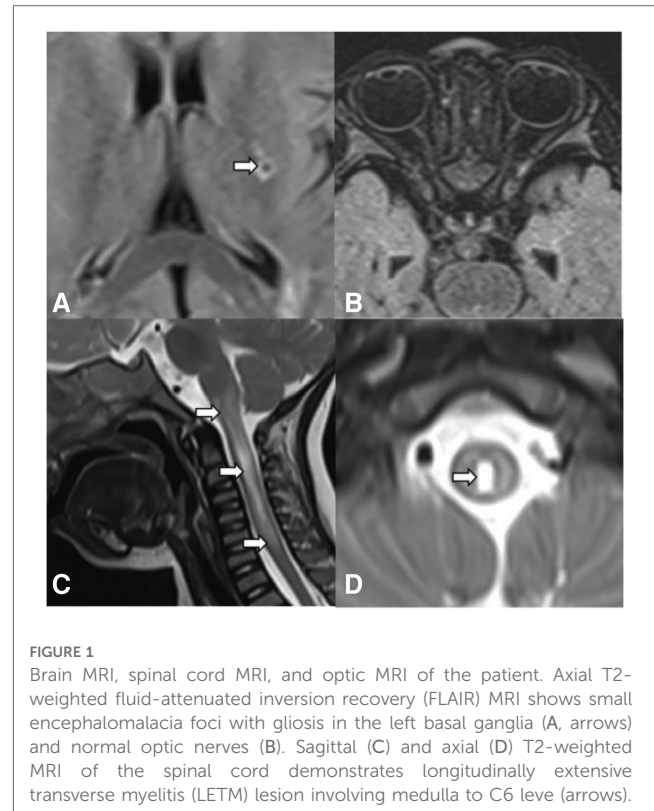 A
B
C
D
FIGURE 1
Brain MRI, spinal cord MRI, and optic MRI of the patient. Axial T2-
weighted fluid-attenuated inversion recovery (FLAIR) MRI shows small
encephalomalacia foci with gliosis in the left basal ganglia (A, arrows)
and normal optic nerves (B). Sagittal (C) and axial (D) T2-weighted
MRI of the spinal cord demonstrates longitudinally extensive
transverse myelitis (LETM) lesion involving medulla to C6 leve (arrows).